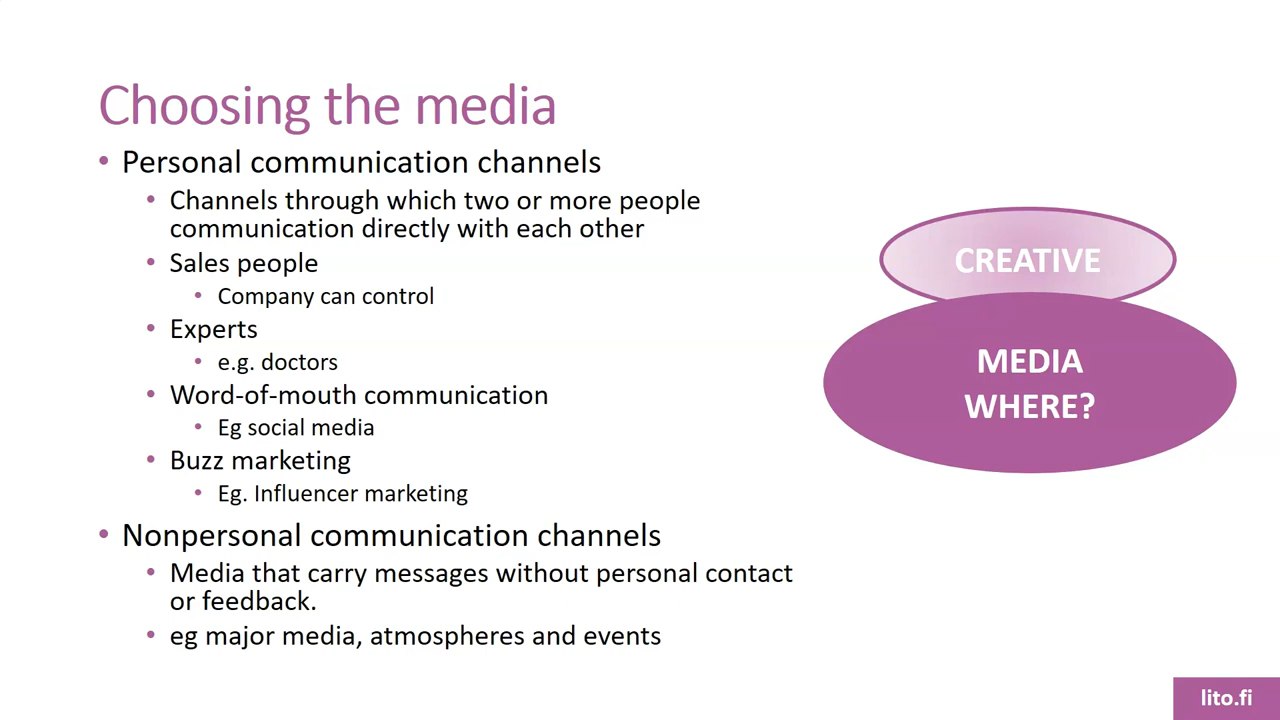 Choosing the media
• Personal communication channels
• Channels through which two or more people
communication directly with each other
• Sales people
• Company can control
• Experts
• e.g. doctors
• Word-of-mouth communication
• Eg social media
• Buzz marketing
• Eg. Influencer marketing
• Nonpersonal communication channels
• Media that carry messages without personal contact
or feedback.
• eg major media, atmospheres and events
CREATIVE
MEDIA
WHERE?
lito.fi